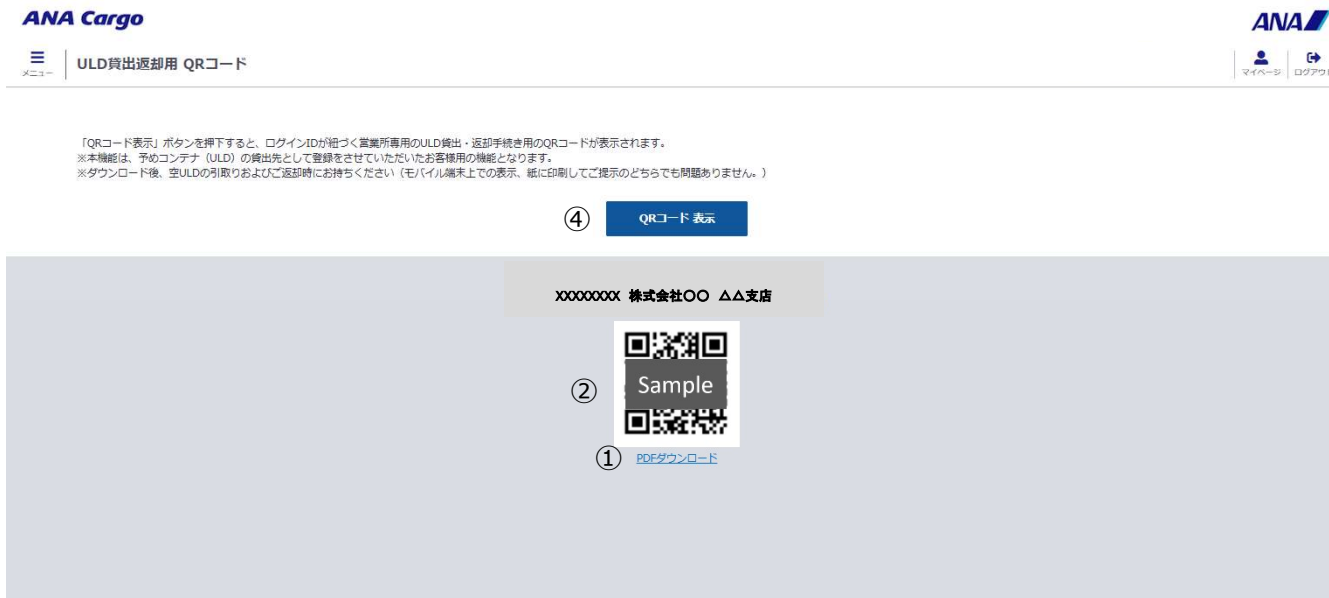 ANA Cargo
ANA
メニュー
ULD貸出返却用 QRコード
マイページ
ログアウト
「QRコード表示」ボタンを押下すると、ログインIDが紐づく営業所専用のULD貸出・返却手続き用のQRコードが表示されます。
※本機能は、予めコンテナ（ULD）の貸出先として登録をさせていただいたお客様用の機能となります。
※ダウンロード後、空ULDの引取りおよびご返却時にお持ちください（モバイル端末上での表示、紙に印刷してご提示のどちらでも問題ありません。）
④
QRコード 表示
XXXXXXXX 株式会社〇〇 △△支店
②
Sample
①
PDFダウンロード